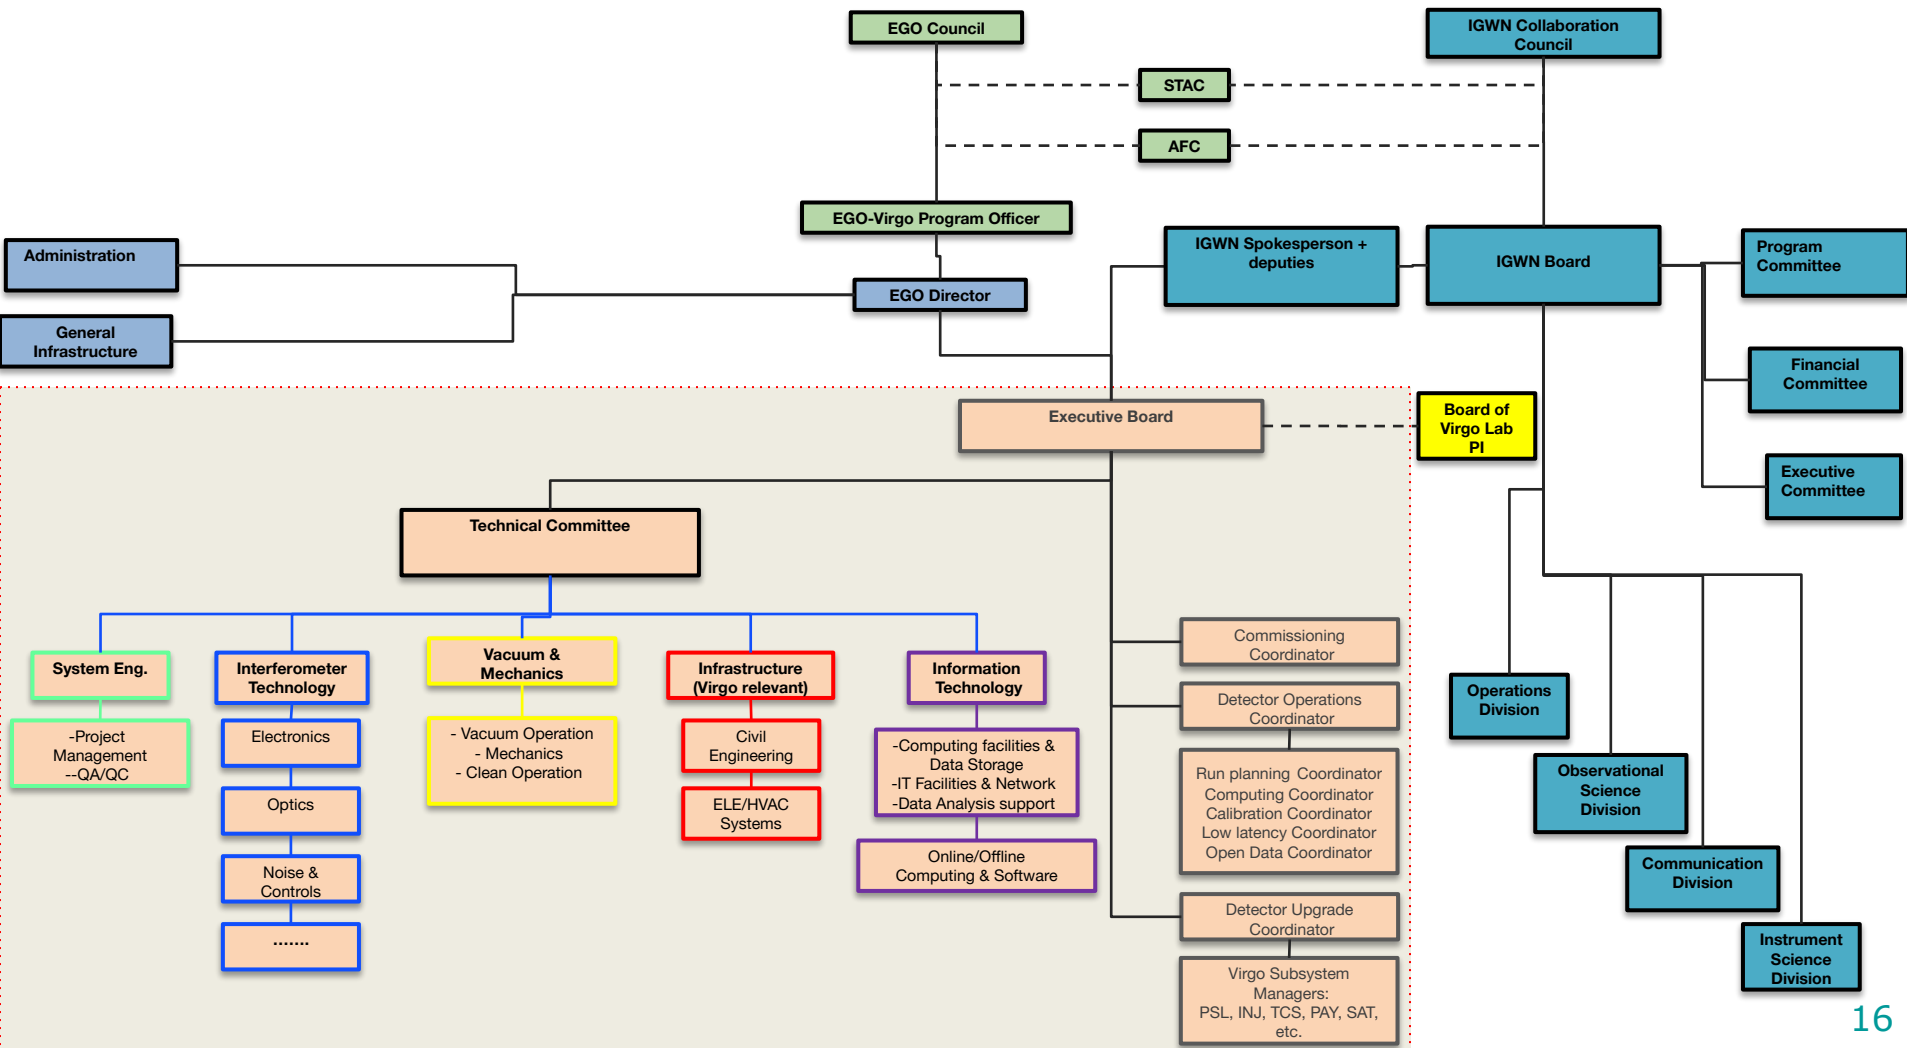 EGO Council
IGWN Collaboration
Council
STAC
AFC
EGO-Virgo Program Officer
Administration
IGWN Spokesperson +
deputies
IGWN Board
Program
Committee
EGO Director
General
Infrastructure
Financial
Committee
Executive Board
Board of
Virgo Lab
PI
Executive
Committee
Technical Committee
System Eng.
-Project
Management
--QA/QC
Interferometer
Technology
Electronics
Optics
Noise &
Controls
.......
Vacuum &
Mechanics
- Vacuum Operation
- Mechanics
- Clean Operation
Infrastructure
(Virgo relevant)
Civil
Engineering
ELE/HVAC
Systems
Information
Technology
-Computing facilities &
Data Storage
-IT Facilities & Network
-Data Analysis support
Online/Offline
Computing & Software
Commissioning
Coordinator
Detector Operations
Coordinator
Run planning Coordinator
Computing Coordinator
Calibration Coordinator
Low latency Coordinator
Open Data Coordinator
Detector Upgrade
Coordinator
Virgo Subsystem
Managers:
PSL, INJ, TCS, PAY, SAT,
etc.
Operations
Division
Observational
Science
Division
Communication
Division
Instrument
Science
Division
16